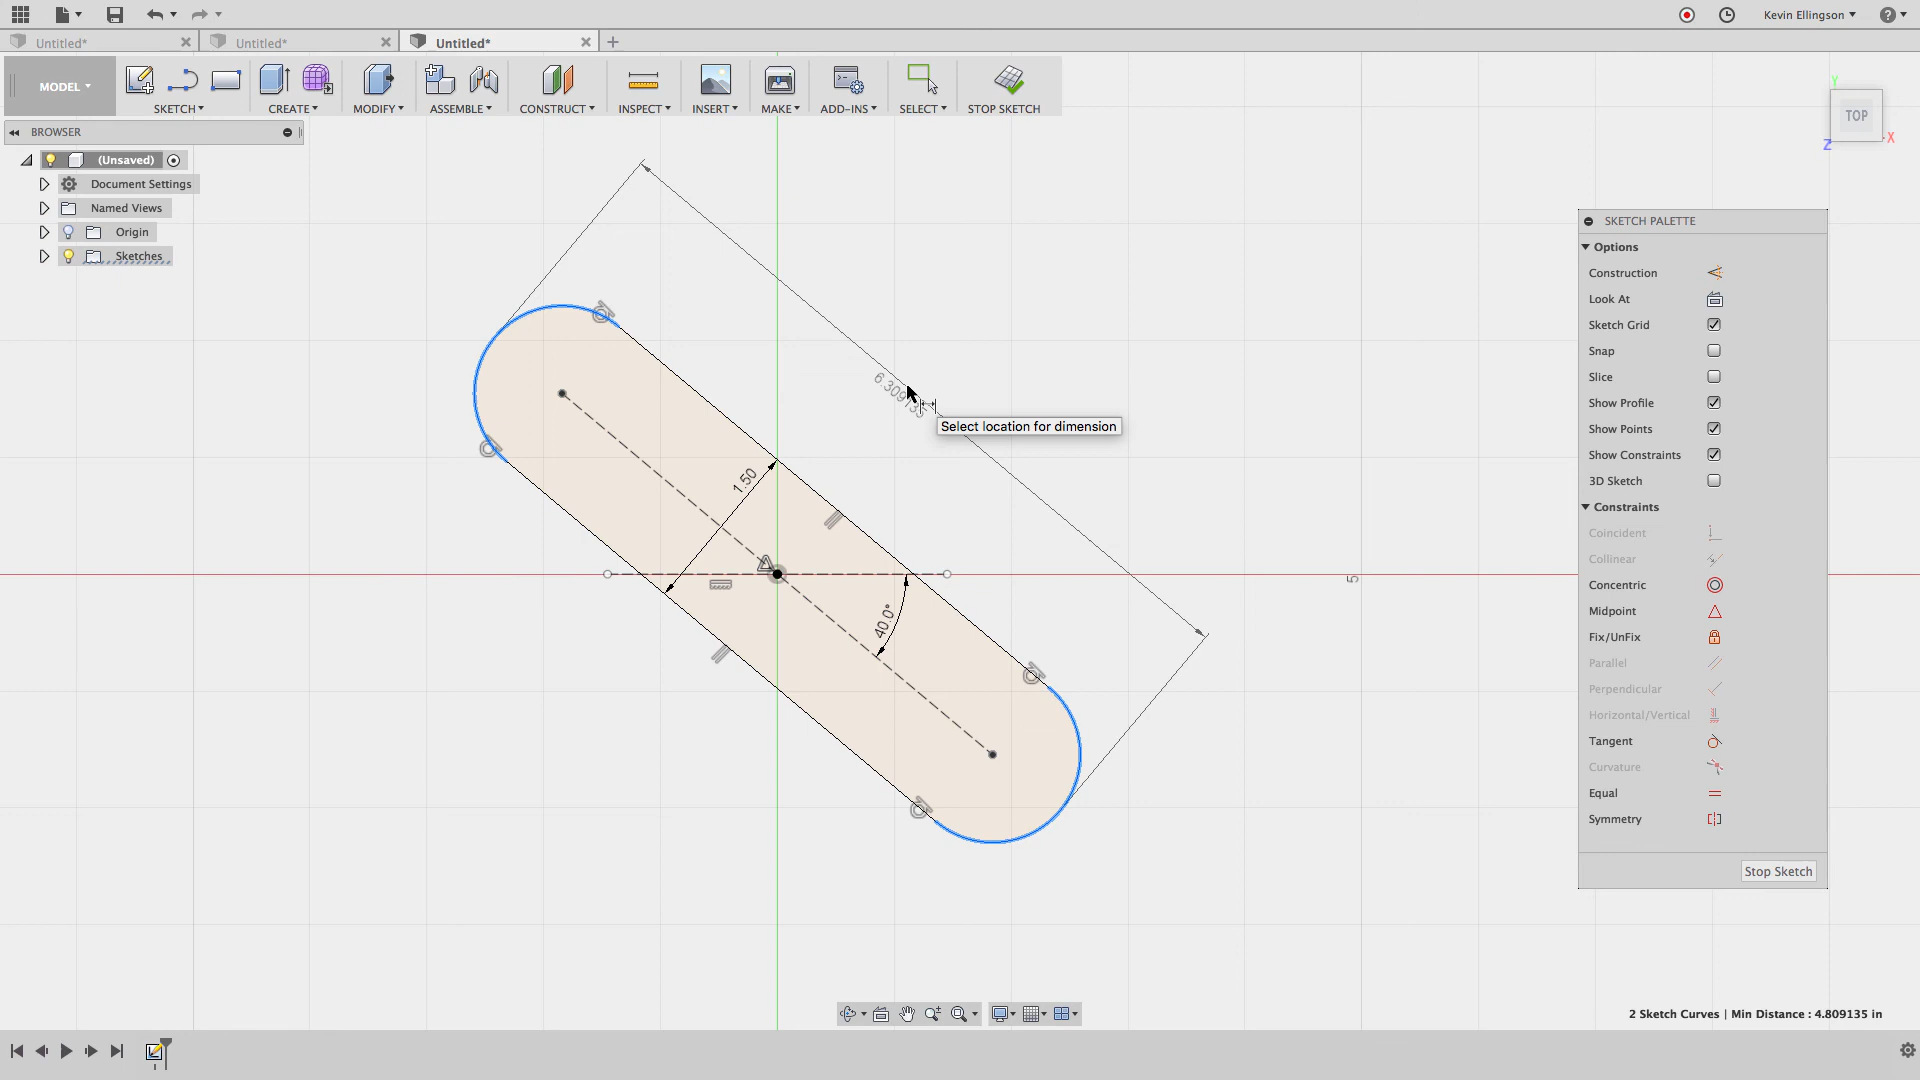 Kevin Ellingson
Untitled*
Untitled*
Untitled*
MODEL
SKETCH
CREATE
MODIFY
ASSEMBLE
CONSTRUCT
INSPECT
INSERT
MAKE
ADD-INS
SELECT
STOP SKETCH
BROWSER
(Unsaved)
Document Settings
Named Views
Origin
Sketches
Y
TOP
X
Z
6.309135
Select location for dimension
1.50
40.0°
5
SKETCH PALETTE
Options
Construction
Look At
Sketch Grid
Snap
Slice
Show Profile
Show Points
Show Constraints
3D Sketch
Constraints
Coincident
Collinear
Concentric
Midpoint
Fix/UnFix
Parallel
Perpendicular
Horizontal/Vertical
Tangent
Curvature
Equal
Symmetry
Stop Sketch
2 Sketch Curves | Min Distance : 4.809135 in